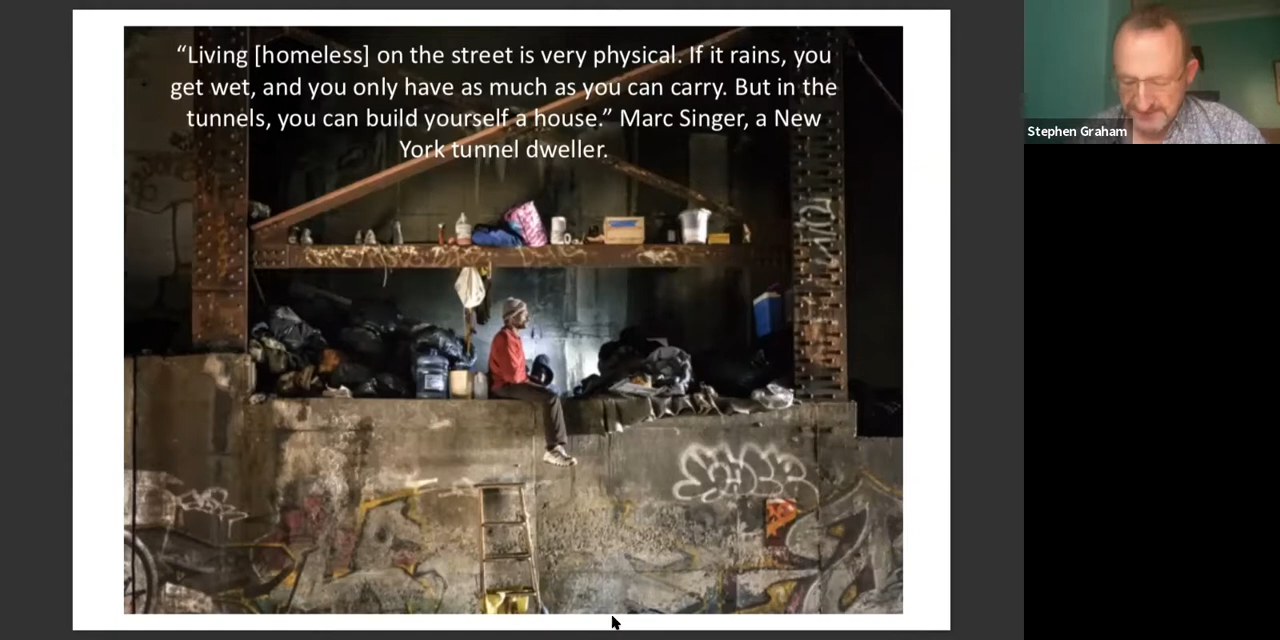 “Living [homeless] on the street is very physical. If it rains, you
get wet, and you only have as much as you can carry. But in the
tunnels, you can build yourself a house.” Marc Singer, a New
York tunnel dweller.
Stephen Graham